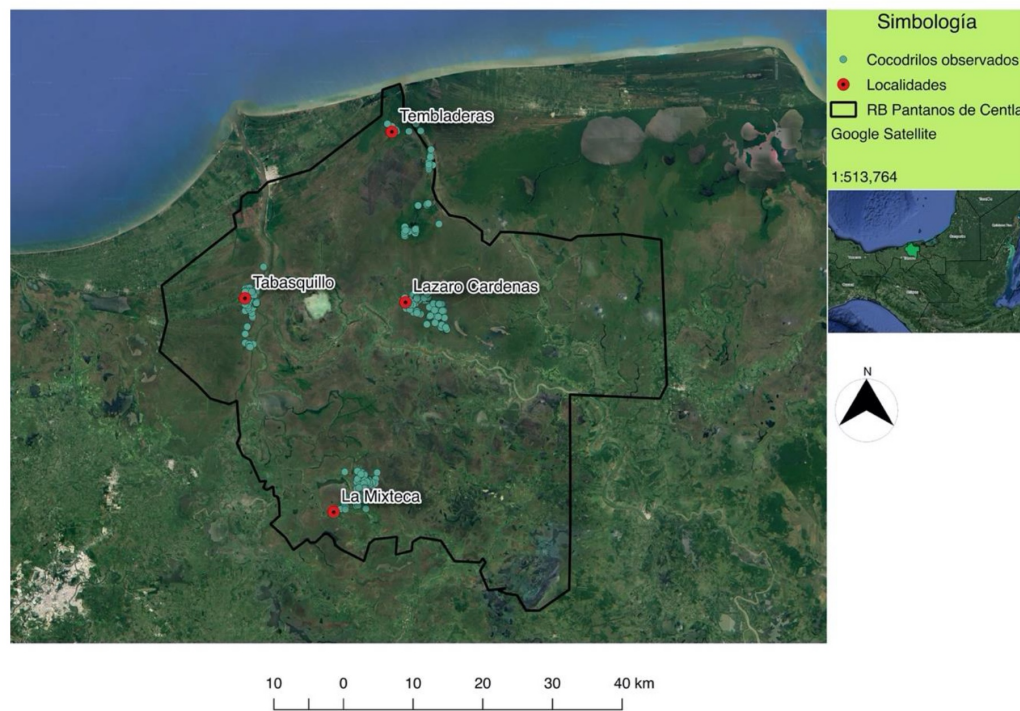 Simbología
Cocodrilos observados
Localidades
RB Pantanos de Centla
Google Satellite
1:513,764
Tembladeras
Tabasquillo
Lazaro Cardenas
La Mixteca
N
10 0 10 20 30 40 km